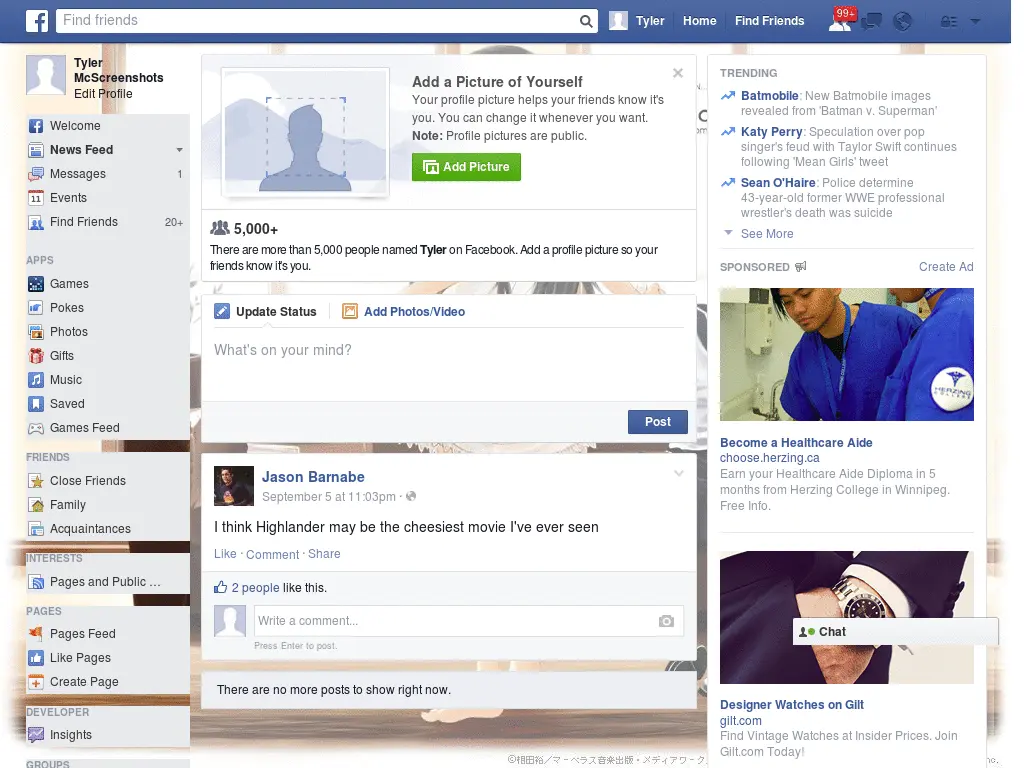 Find friends
Tyler
Home
Find Friends
99+
Tyler
McScreenshots
Edit Profile
Welcome
News Feed
Messages 1
Events
Find Friends 20+
APPS
Games
Pokes
Photos
Gifts
Music
Saved
Games Feed
FRIENDS
Close Friends
Family
Acquaintances
INTERESTS
Pages and Public ...
PAGES
Pages Feed
Like Pages
Create Page
DEVELOPER
Insights
GROUPS
Add a Picture of Yourself
Your profile picture helps your friends know it's
you. You can change it whenever you want.
Note: Profile pictures are public.
Add Picture
5,000+
There are more than 5,000 people named Tyler on Facebook. Add a profile picture so your
friends know it's you.
Update Status
Add Photos/Video
What's on your mind?
Post
Jason Barnabe
September 5 at 11:03pm ·
I think Highlander may be the cheesiest movie I've ever seen
Like · Comment · Share
2 people like this.
Write a comment...
Press Enter to post.
There are no more posts to show right now.
TRENDING
Batmobile: New Batmobile images
revealed from 'Batman v. Superman'
Katy Perry: Speculation over pop
singer's feud with Taylor Swift continues
following 'Mean Girls' tweet
Sean O'Haire: Police determine
43-year-old former WWE professional
wrestler's death was suicide
See More
SPONSORED
Create Ad
HERZING
COLLEGE
Become a Healthcare Aide
choose.herzing.ca
Earn your Healthcare Aide Diploma in 5
months from Herzing College in Winnipeg.
Free Info.
Chat
Designer Watches on Gilt
gilt.com
Find Vintage Watches at Insider Prices. Join
Gilt.com Today!
©相田裕／マーベラス音楽出版・メディアワーク
nc.